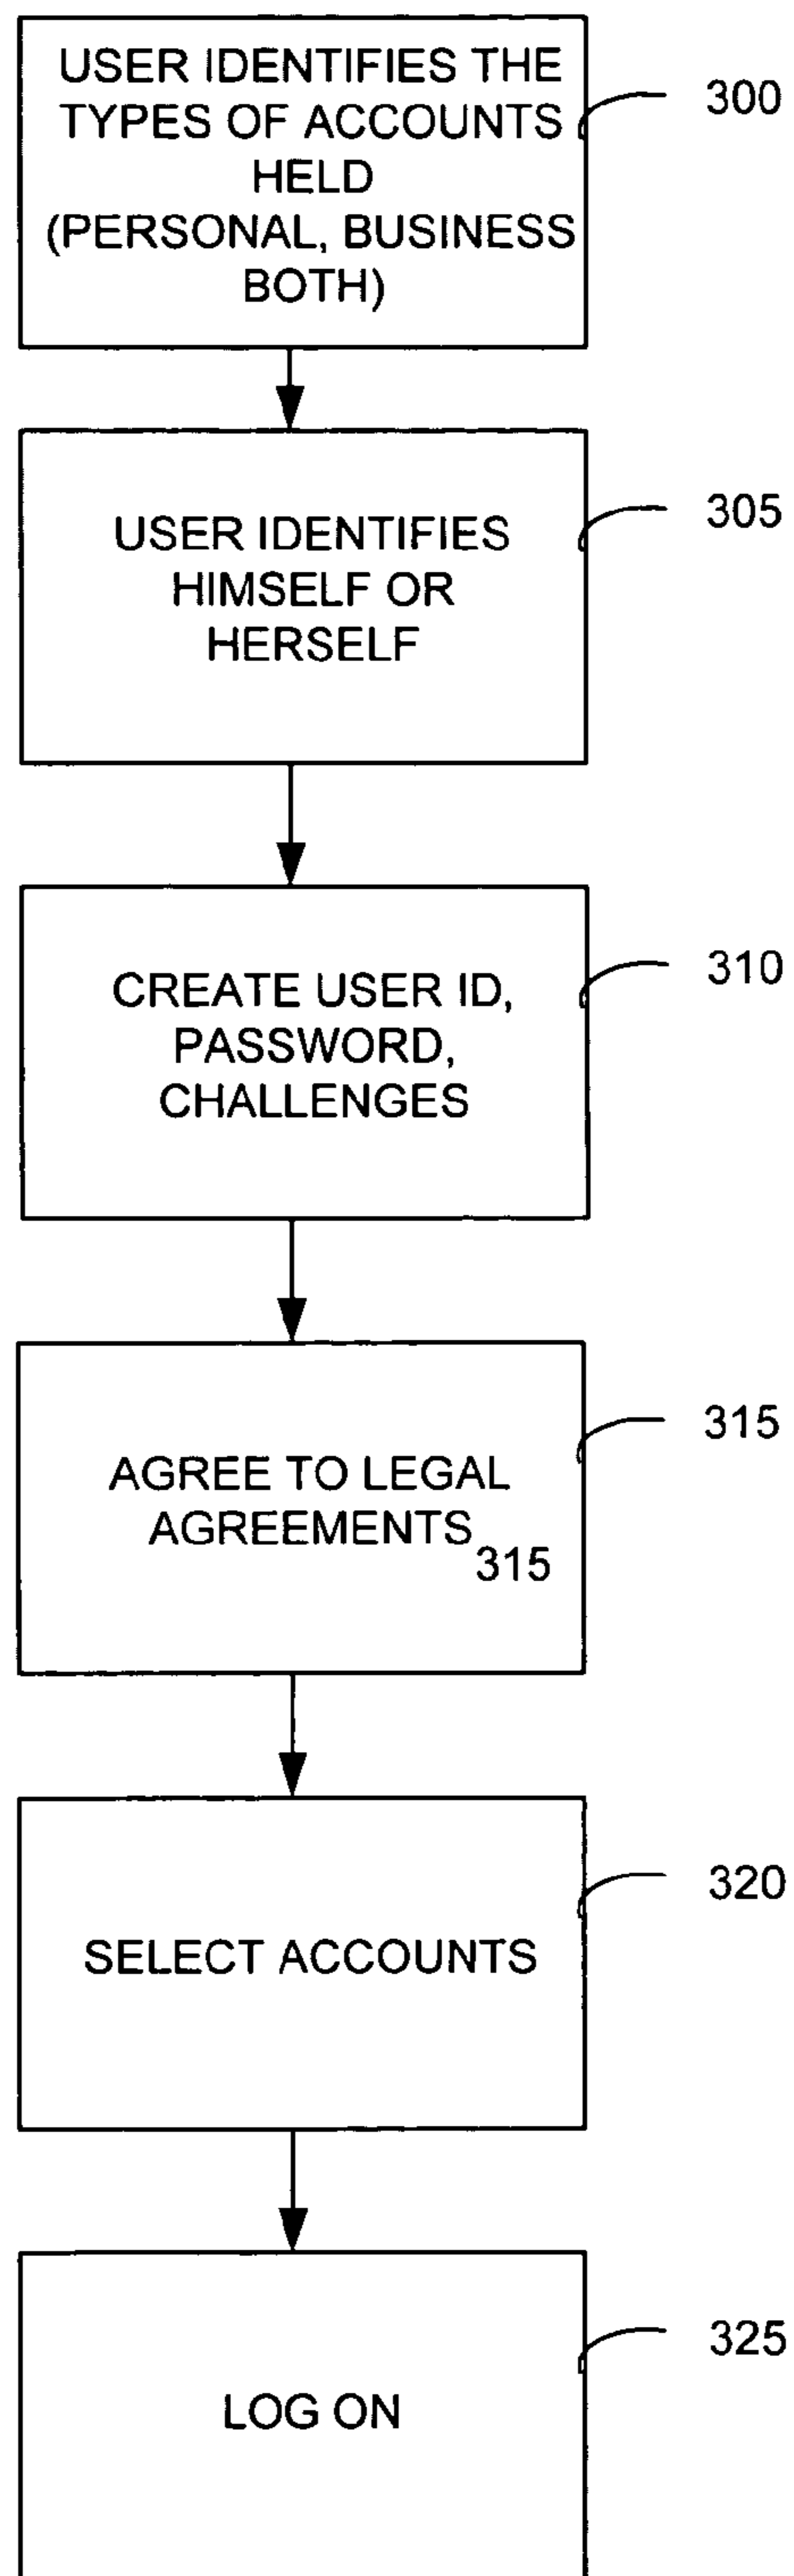 USER IDENTIFIES THE
TYPES OF ACCOUNTS
HELD
(PERSONAL, BUSINESS
BOTH)
300
USER IDENTIFIES
HIMSELF OR
HERSELF
305
CREATE USER ID,
PASSWORD,
CHALLENGES
310
AGREE TO LEGAL
AGREEMENTS
315
315
SELECT ACCOUNTS
320
LOG ON
325